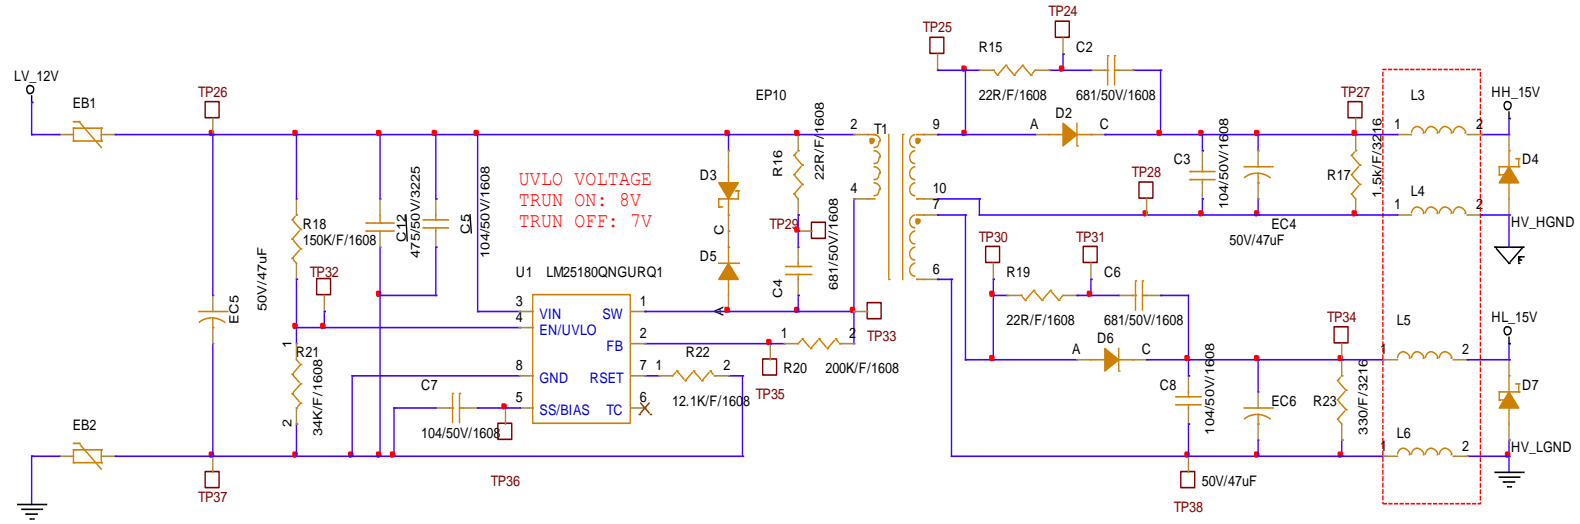 LV_12V
EB1
TP26
EP10
TP25
TP24
R15
C2
22R/F/1608
681/50V/1608
D2
A
C
TP27
L3
HH_15V
1
2
T1
2
9
4
10
7
6
R16
22R/F/1608
D3
C
D5
TP29
C4
681/50V/1608
UVLO VOLTAGE
TRUN ON: 8V
TRUN OFF: 7V
R18
150K/F/1608
C12
475/50V/3225
C5
104/50V/1608
TP28
C3
104/50V/1608
EC4
50V/47uF
R17
1.5k/F/3216
L4
1
2
D4
HV_HGND
F
EC5
50V/47uF
TP32
U1
LM25180QNGURQ1
3
VIN
4
EN/UVLO
8
GND
5
SS/BIAS
SW
1
FB
2
RSET
7
TC
6
TP33
1
2
R20
200K/F/1608
TP35
R22
1
2
12.1K/F/1608
1
R21
34K/F/1608
2
C7
104/50V/1608
TP36
TP30
TP31
R19
C6
22R/F/1608
681/50V/1608
D6
A
C
C8
104/50V/1608
EC6
50V/47uF
TP34
R23
330/F/3216
L5
1
2
HL_15V
D7
L6
1
2
HV_LGND
EB2
TP37
TP38